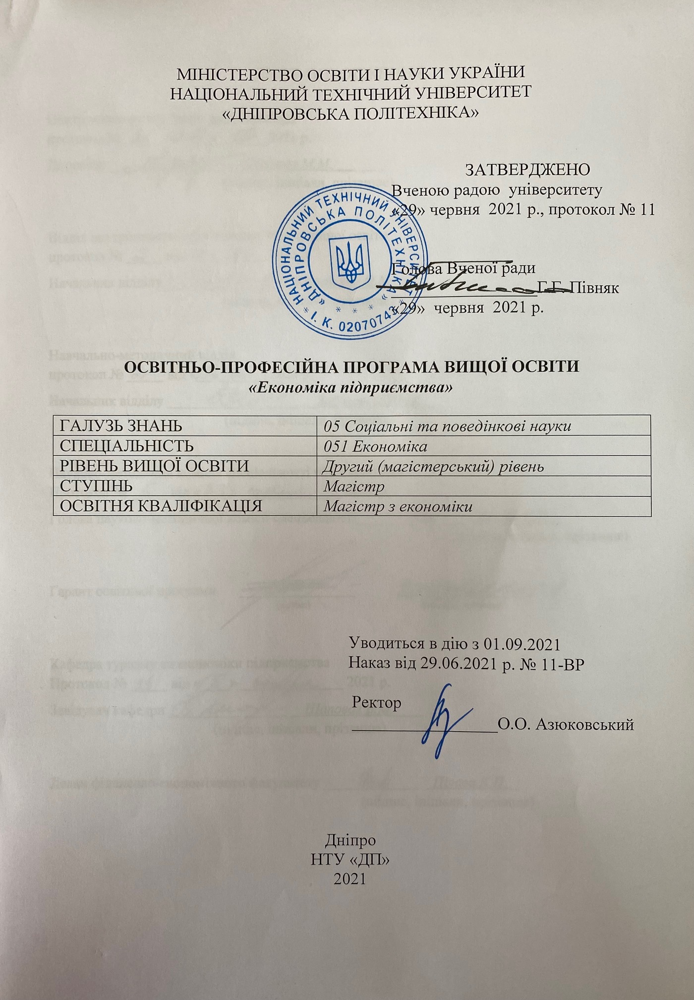 МІНІСТЕРСТВО ОСВІТИ І НАУКИ УКРАЇНИ
НАЦІОНАЛЬНИЙ ТЕХНІЧНИЙ УНІВЕРСИТЕТ
«ДНІПРОВСЬКА ПОЛІТЕХНІКА»
ЗАТВЕРДЖЕНО
Вченою радою університету
«29» червня 2021 р., протокол № 11
НАЦІОНАЛЬНИЙ ТЕХНІЧНИЙ УНІВЕРСИТЕТ
«ДНІПРОВСЬКА ПОЛІТЕХНІКА»
* І. К. 02070743 *
Голова Вченої ради
Г.Г. Півняк
«29» червня 2021 р.
ОСВІТНЬО-ПРОФЕСІЙНА ПРОГРАМА ВИЩОЇ ОСВІТИ
«Економіка підприємства»
ГАЛУЗЬ ЗНАНЬ 05 Соціальні та поведінкові науки
СПЕЦІАЛЬНІСТЬ 051 Економіка
РІВЕНЬ ВИЩОЇ ОСВІТИ Другий (магістерський) рівень
СТУПІНЬ Магістр
ОСВІТНЯ КВАЛІФІКАЦІЯ Магістр з економіки
Уводиться в дію з 01.09.2021
Наказ від 29.06.2021 р. № 11-ВР
Ректор
О.О. Азюковський
Дніпро
НТУ «ДП»
2021